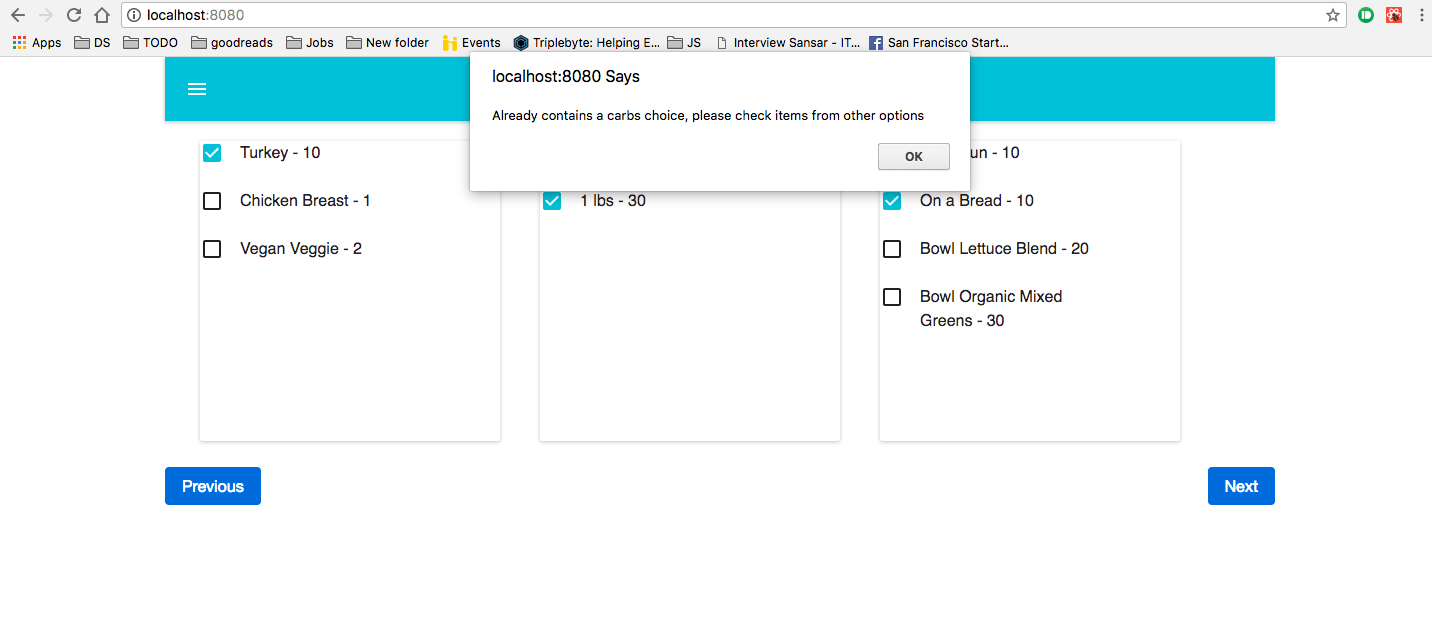 localhost:8080
Apps DS TODO goodreads Jobs New folder Events Triplebyte: Helping E... JS Interview Sansar - IT... San Francisco Start...
localhost:8080 Says
Already contains a carbs choice, please check items from other options
OK
Turkey - 10
Chicken Breast - 1
Vegan Veggie - 2
1 lbs - 30
un - 10
On a Bread - 10
Bowl Lettuce Blend - 20
Bowl Organic Mixed
Greens - 30
Previous
Next